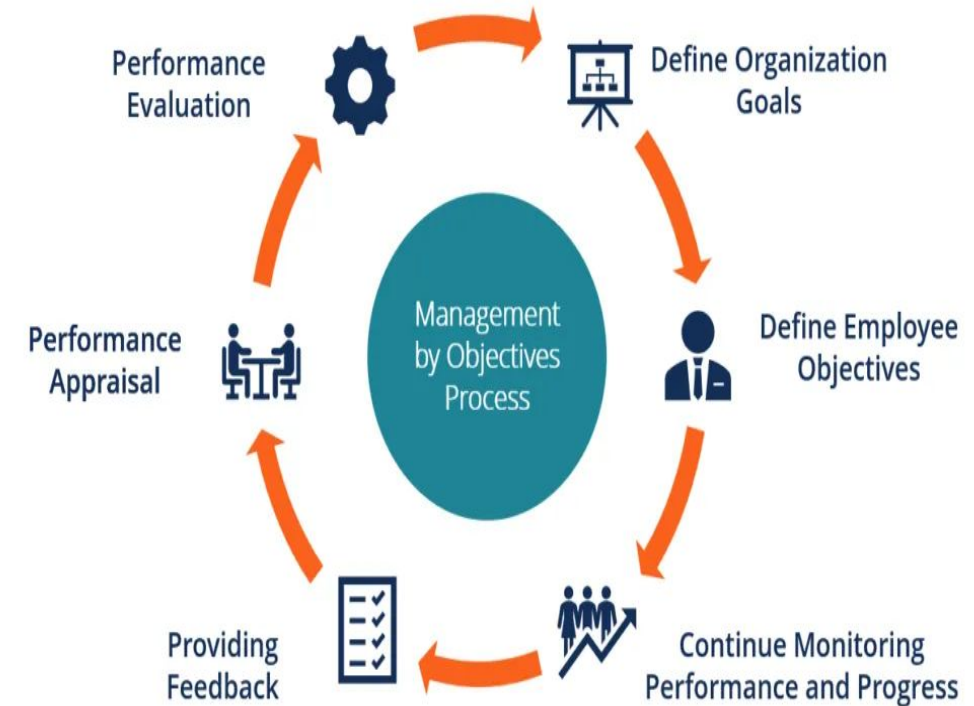 Performance
Evaluation
Define Organization
Goals
Define Employee
Objectives
Continue Monitoring
Performance and Progress
Providing
Feedback
Performance
Appraisal
Management
by Objectives
Process